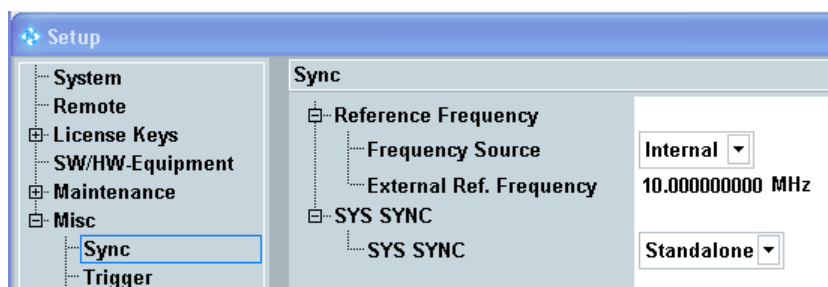 Setup
System
Remote
License Keys
SW/HW-Equipment
Maintenance
Misc
Sync
Trigger
Sync
Reference Frequency
Frequency Source Internal
External Ref. Frequency 10.000000000 MHz
SYS SYNC
SYS SYNC Standalone